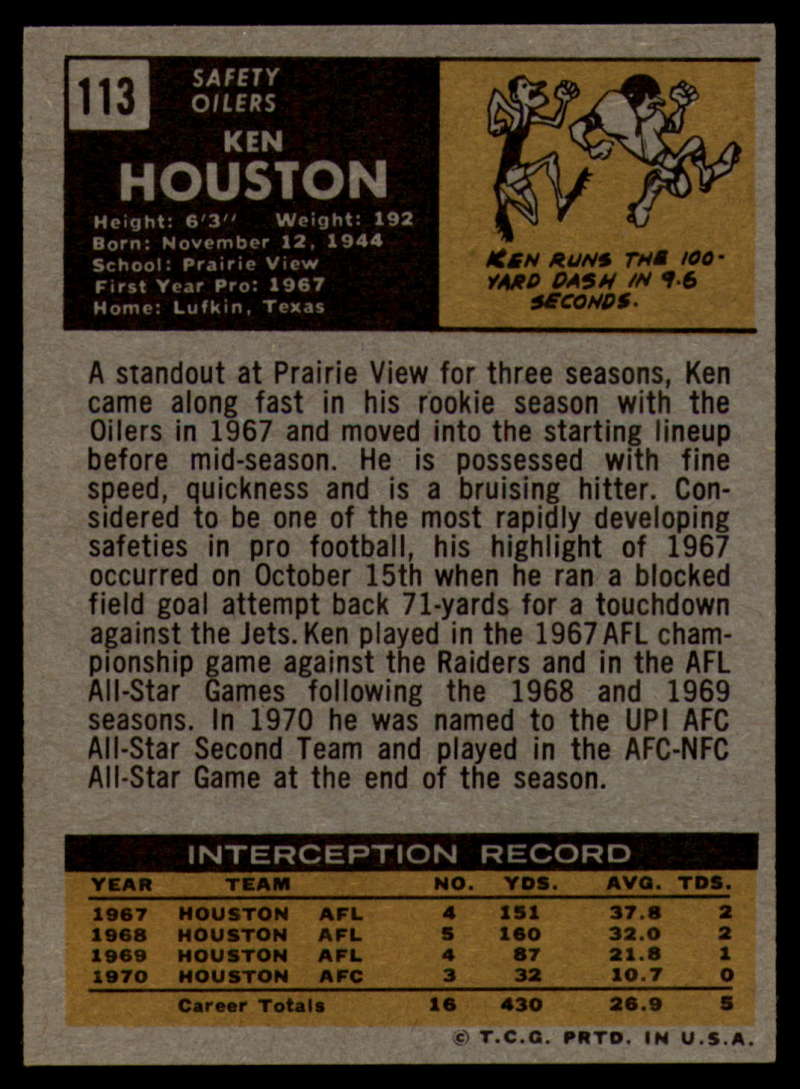 113
SAFETY
OILERS
KEN
HOUSTON
Height: 6'3" Weight: 192
Born: November 12, 1944
School: Prairie View
First Year Pro: 1967
Home: Lufkin, Texas
KEN RUNS THE 100-
YARD DASH IN 9.6
SECONDS.
A standout at Prairie View for three seasons, Ken
came along fast in his rookie season with the
Oilers in 1967 and moved into the starting lineup
before mid-season. He is possessed with fine
speed, quickness and is a bruising hitter. Con-
sidered to be one of the most rapidly developing
safeties in pro football, his highlight of 1967
occurred on October 15th when he ran a blocked
field goal attempt back 71-yards for a touchdown
against the Jets. Ken played in the 1967 AFL cham-
pionship game against the Raiders and in the AFL
All-Star Games following the 1968 and 1969
seasons. In 1970 he was named to the UPI AFC
All-Star Second Team and played in the AFC-NFC
All-Star Game at the end of the season.
INTERCEPTION RECORD
YEAR TEAM NO. YDS. AVG. TDS.
1967 HOUSTON AFL 4 151 37.8 2
1968 HOUSTON AFL 5 160 32.0 2
1969 HOUSTON AFL 4 87 21.8 1
1970 HOUSTON AFC 3 32 10.7 0
Career Totals 16 430 26.9 5
© T.C.G. PRTD. IN U.S.A.